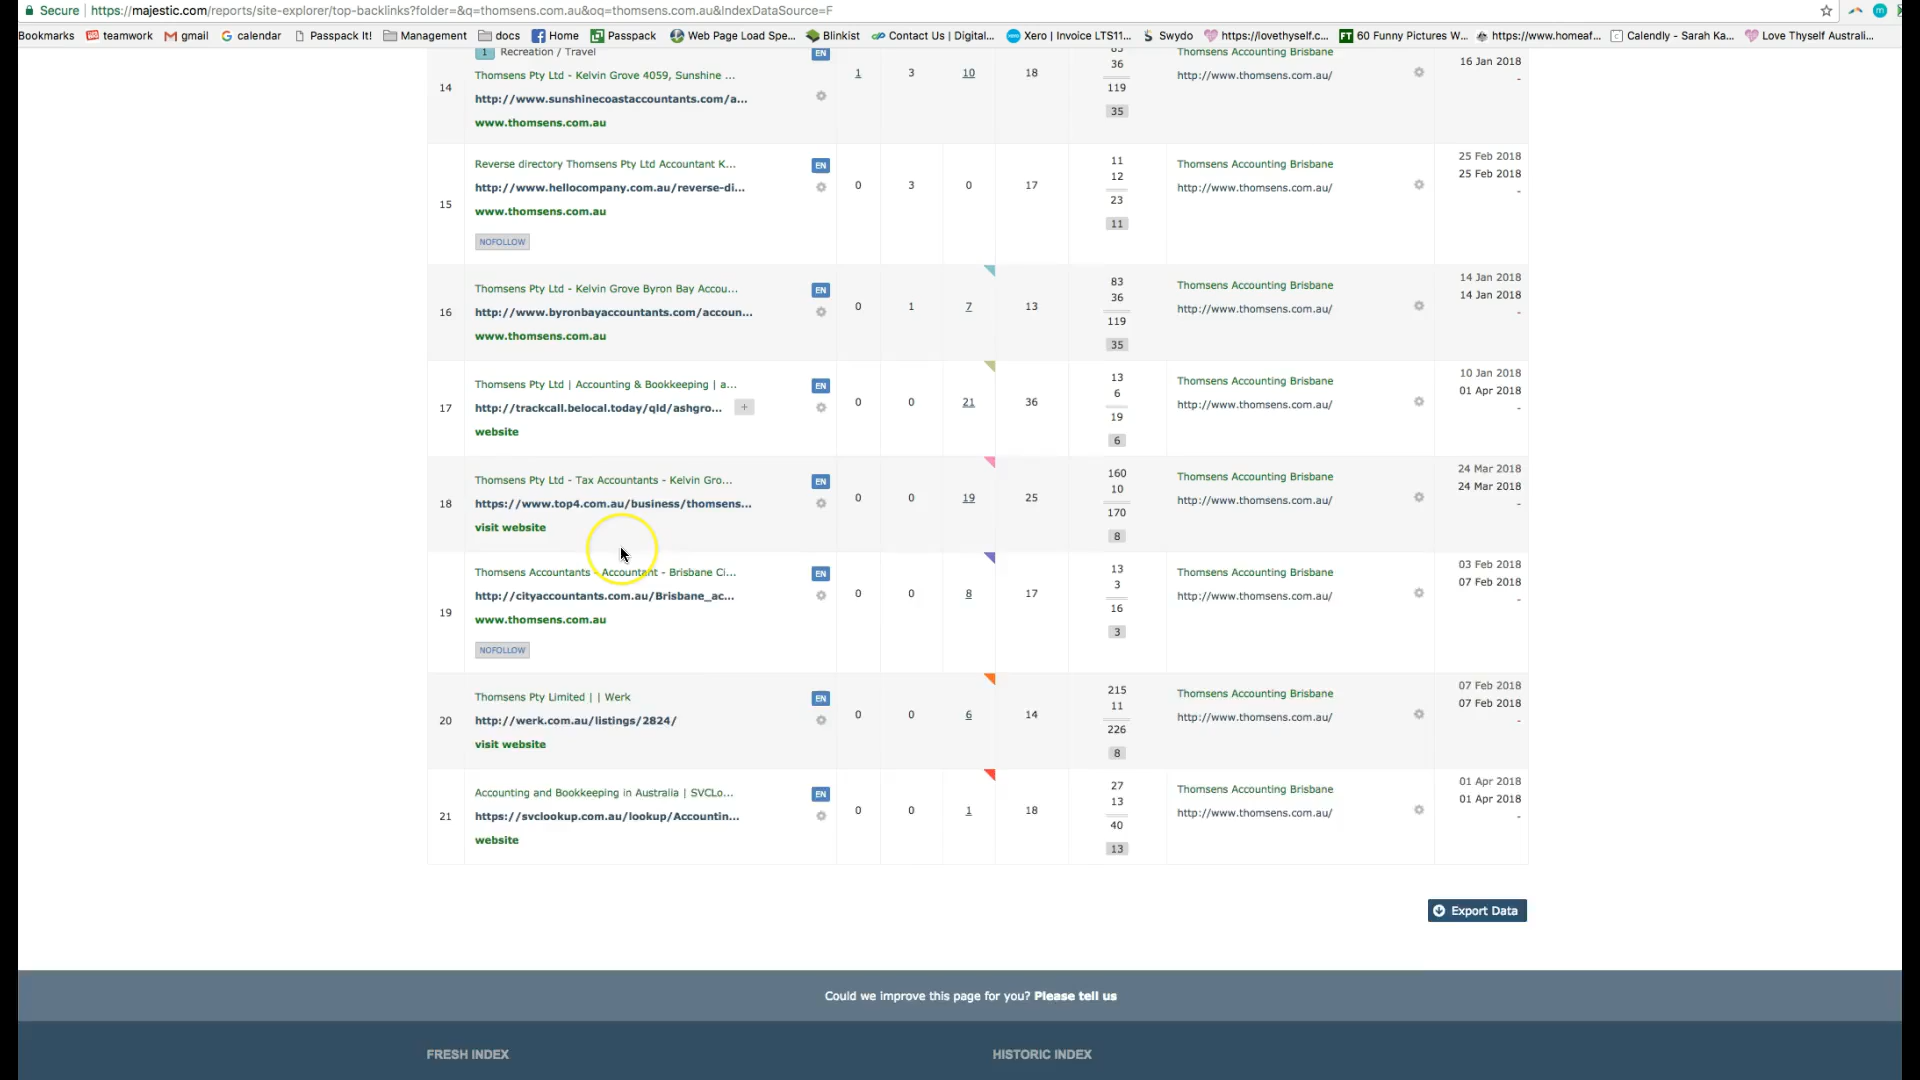 Secure | https://majestic.com/reports/site-explorer/top-backlinks?folder=&q=thomsens.com.au&oq=thomsens.com.au&IndexDataSource=F
Bookmarks teamwork gmail calendar Passpack It! Management docs Home Passpack Web Page Load Spe... Blinkist Contact Us | Digital... Xero | Invoice LTS11... Swydo https://lovethyself.c... 60 Funny Pictures W... https://www.homeaf... Calendly - Sarah Ka... Love Thyself Australi...
14
1 Recreation / Travel
Thomsens Pty Ltd - Kelvin Grove 4059, Sunshine ...
http://www.sunshinecoastaccountants.com/a...
www.thomsens.com.au
EN
1 3 10 18
83
36
119
35
Thomsens Accounting Brisbane
http://www.thomsens.com.au/
16 Jan 2018
-
15
Reverse directory Thomsens Pty Ltd Accountant K...
http://www.hellocompany.com.au/reverse-di...
www.thomsens.com.au
NOFOLLOW
EN
0 3 0 17
11
12
23
11
Thomsens Accounting Brisbane
http://www.thomsens.com.au/
25 Feb 2018
25 Feb 2018
-
16
Thomsens Pty Ltd - Kelvin Grove Byron Bay Accou...
http://www.byronbayaccountants.com/accoun...
www.thomsens.com.au
EN
0 1 7 13
83
36
119
35
Thomsens Accounting Brisbane
http://www.thomsens.com.au/
14 Jan 2018
14 Jan 2018
-
17
Thomsens Pty Ltd | Accounting & Bookkeeping | a...
http://trackcall.belocal.today/qld/ashgro... +
website
EN
0 0 21 36
13
6
19
6
Thomsens Accounting Brisbane
http://www.thomsens.com.au/
10 Jan 2018
01 Apr 2018
-
18
Thomsens Pty Ltd - Tax Accountants - Kelvin Gro...
https://www.top4.com.au/business/thomsens...
visit website
EN
0 0 19 25
160
10
170
8
Thomsens Accounting Brisbane
http://www.thomsens.com.au/
24 Mar 2018
24 Mar 2018
-
19
Thomsens Accountants - Accountant - Brisbane Ci...
http://cityaccountants.com.au/Brisbane_ac...
www.thomsens.com.au
NOFOLLOW
EN
0 0 8 17
13
3
16
3
Thomsens Accounting Brisbane
http://www.thomsens.com.au/
03 Feb 2018
07 Feb 2018
-
20
Thomsens Pty Limited | | Werk
http://werk.com.au/listings/2824/
visit website
EN
0 0 6 14
215
11
226
8
Thomsens Accounting Brisbane
http://www.thomsens.com.au/
07 Feb 2018
07 Feb 2018
-
21
Accounting and Bookkeeping in Australia | SVCLo...
https://svclookup.com.au/lookup/Accountin...
website
EN
0 0 1 18
27
13
40
13
Thomsens Accounting Brisbane
http://www.thomsens.com.au/
01 Apr 2018
01 Apr 2018
-
Export Data
Could we improve this page for you? Please tell us
FRESH INDEX
HISTORIC INDEX